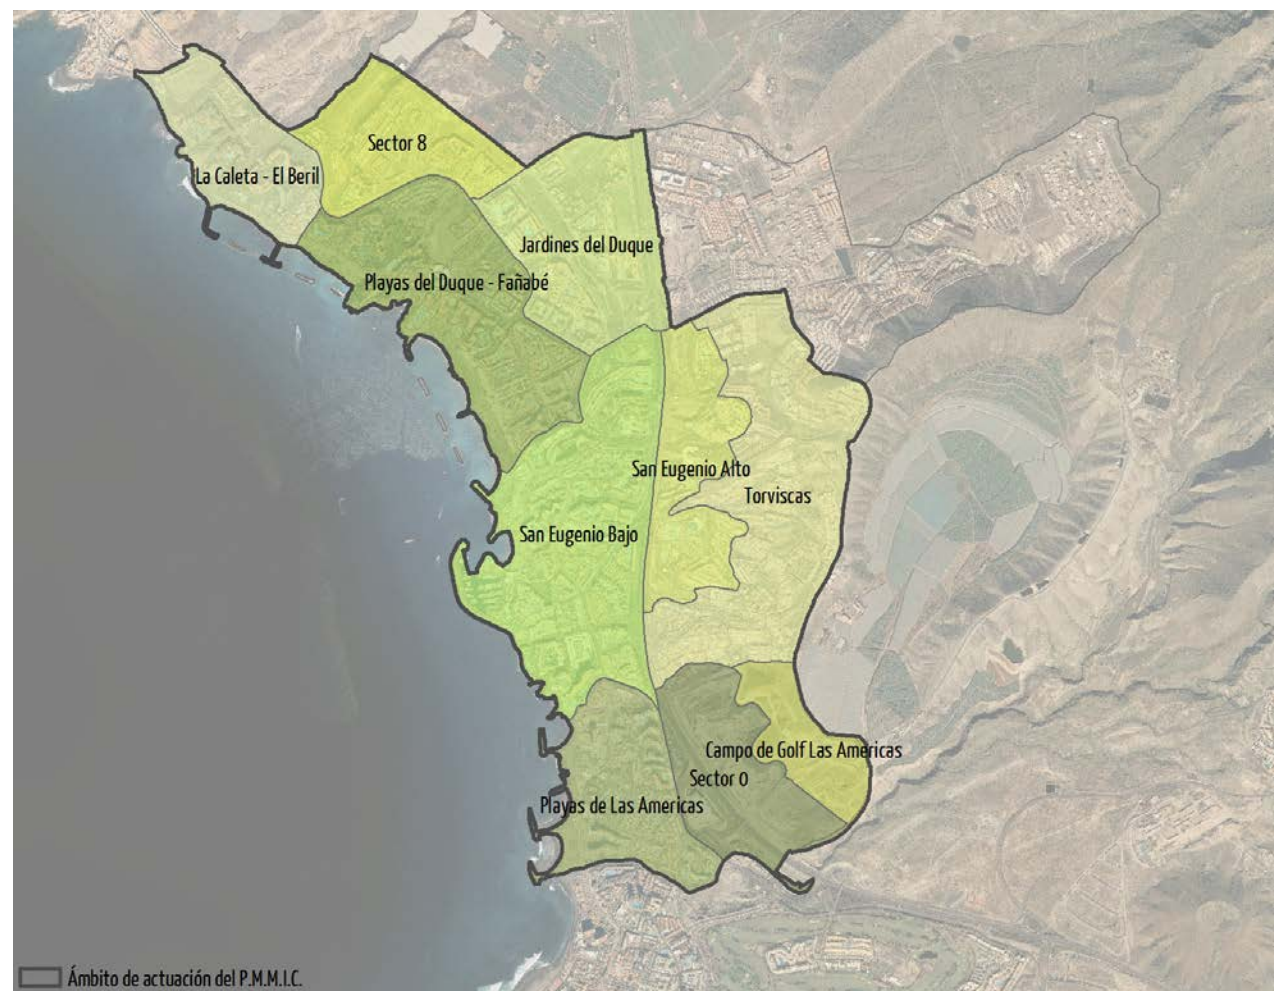 Sector 8
La Caleta - El Beril
Jardines del Duque
Playas del Duque - Fañabé
San Eugenio Alto
Torviscas
San Eugenio Bajo
Campo de Golf Las Americas
Sector 0
Playas de Las Americas
Ámbito de actuación del P.M.M.I.C.